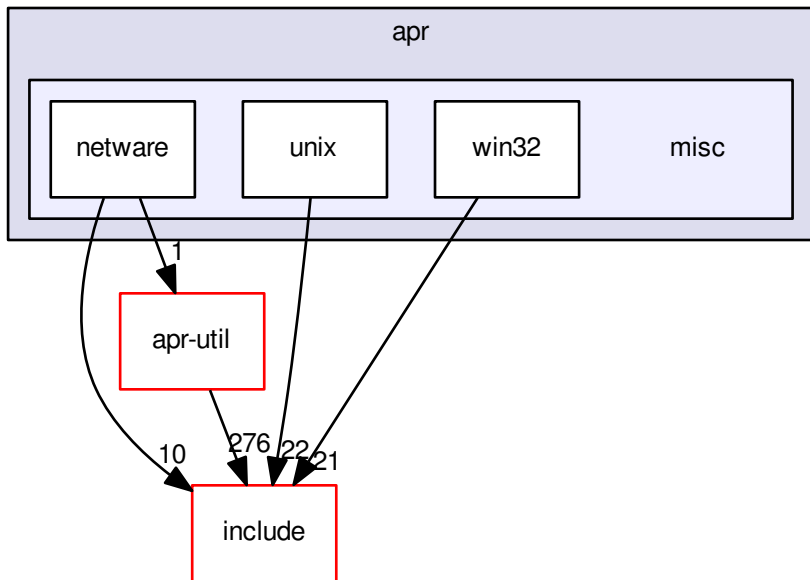 apr
netware
unix
win32
misc
1
apr-util
10
276
22
21
include